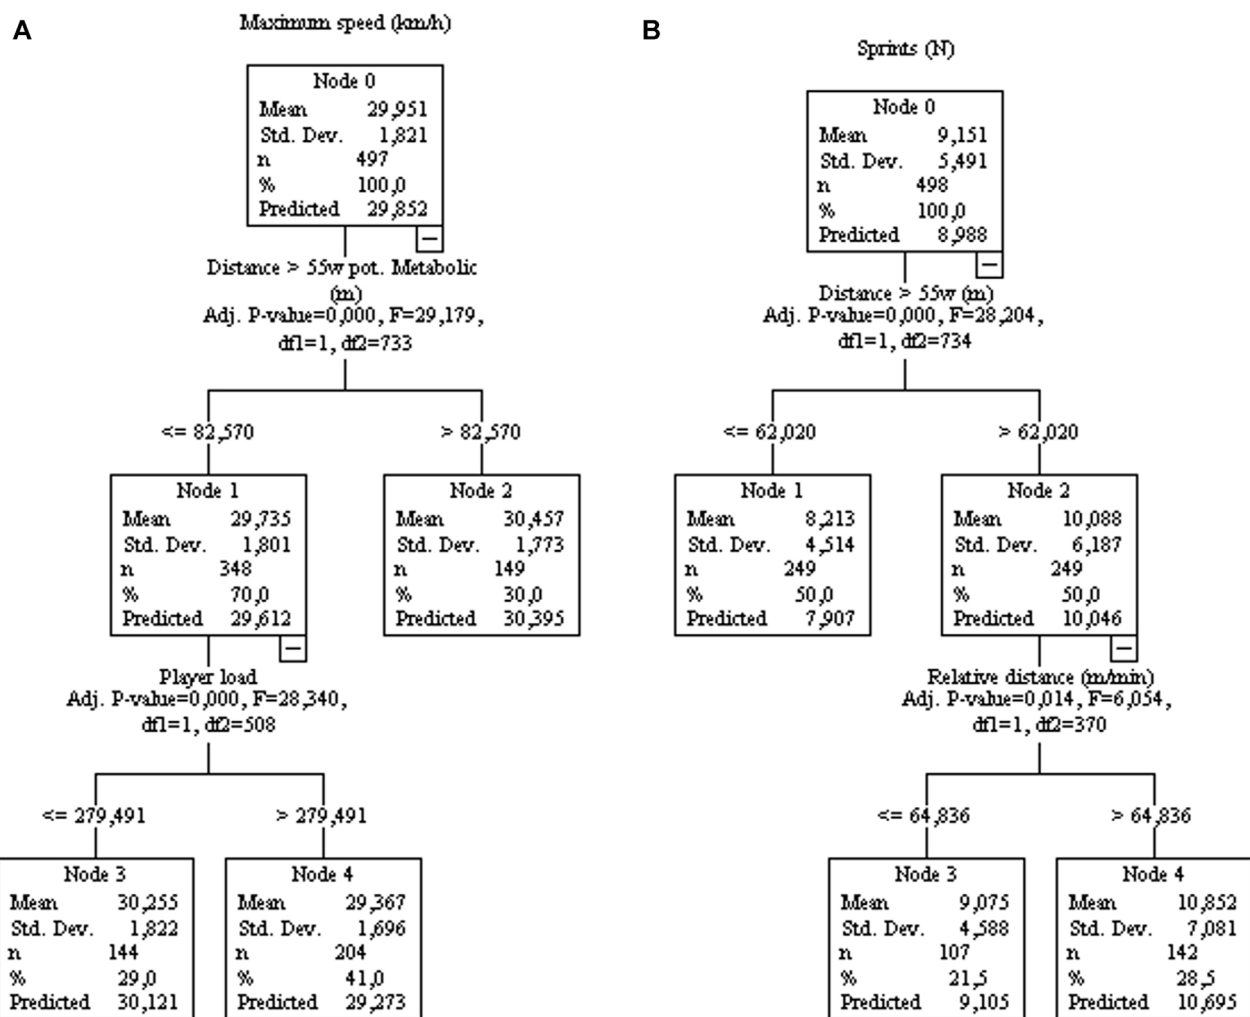 A
Maximum speed (km/h)
Node 0
Mean 29,951
Std. Dev. 1,821
n 497
% 100,0
Predicted 29,852
Distance > 55w pot. Metabolic
(m)
Adj. P-value=0,000, F=29,179,
df1=1, df2=733
<= 82,570
> 82,570
Node 1
Mean 29,735
Std. Dev. 1,801
n 348
% 70,0
Predicted 29,612
Node 2
Mean 30,457
Std. Dev. 1,773
n 149
% 30,0
Predicted 30,395
Player load
Adj. P-value=0,000, F=28,340,
df1=1, df2=508
<= 279,491
> 279,491
Node 3
Mean 30,255
Std. Dev. 1,822
n 144
% 29,0
Predicted 30,121
Node 4
Mean 29,367
Std. Dev. 1,696
n 204
% 41,0
Predicted 29,273
B
Sprints (N)
Node 0
Mean 9,151
Std. Dev. 5,491
n 498
% 100,0
Predicted 8,988
Distance > 55w (m)
Adj. P-value=0,000, F=28,204,
df1=1, df2=734
<= 62,020
> 62,020
Node 1
Mean 8,213
Std. Dev. 4,514
n 249
% 50,0
Predicted 7,907
Node 2
Mean 10,088
Std. Dev. 6,187
n 249
% 50,0
Predicted 10,046
Relative distance (m/min)
Adj. P-value=0,014, F=6,054,
df1=1, df2=370
<= 64,836
> 64,836
Node 3
Mean 9,075
Std. Dev. 4,588
n 107
% 21,5
Predicted 9,105
Node 4
Mean 10,852
Std. Dev. 7,081
n 142
% 28,5
Predicted 10,695